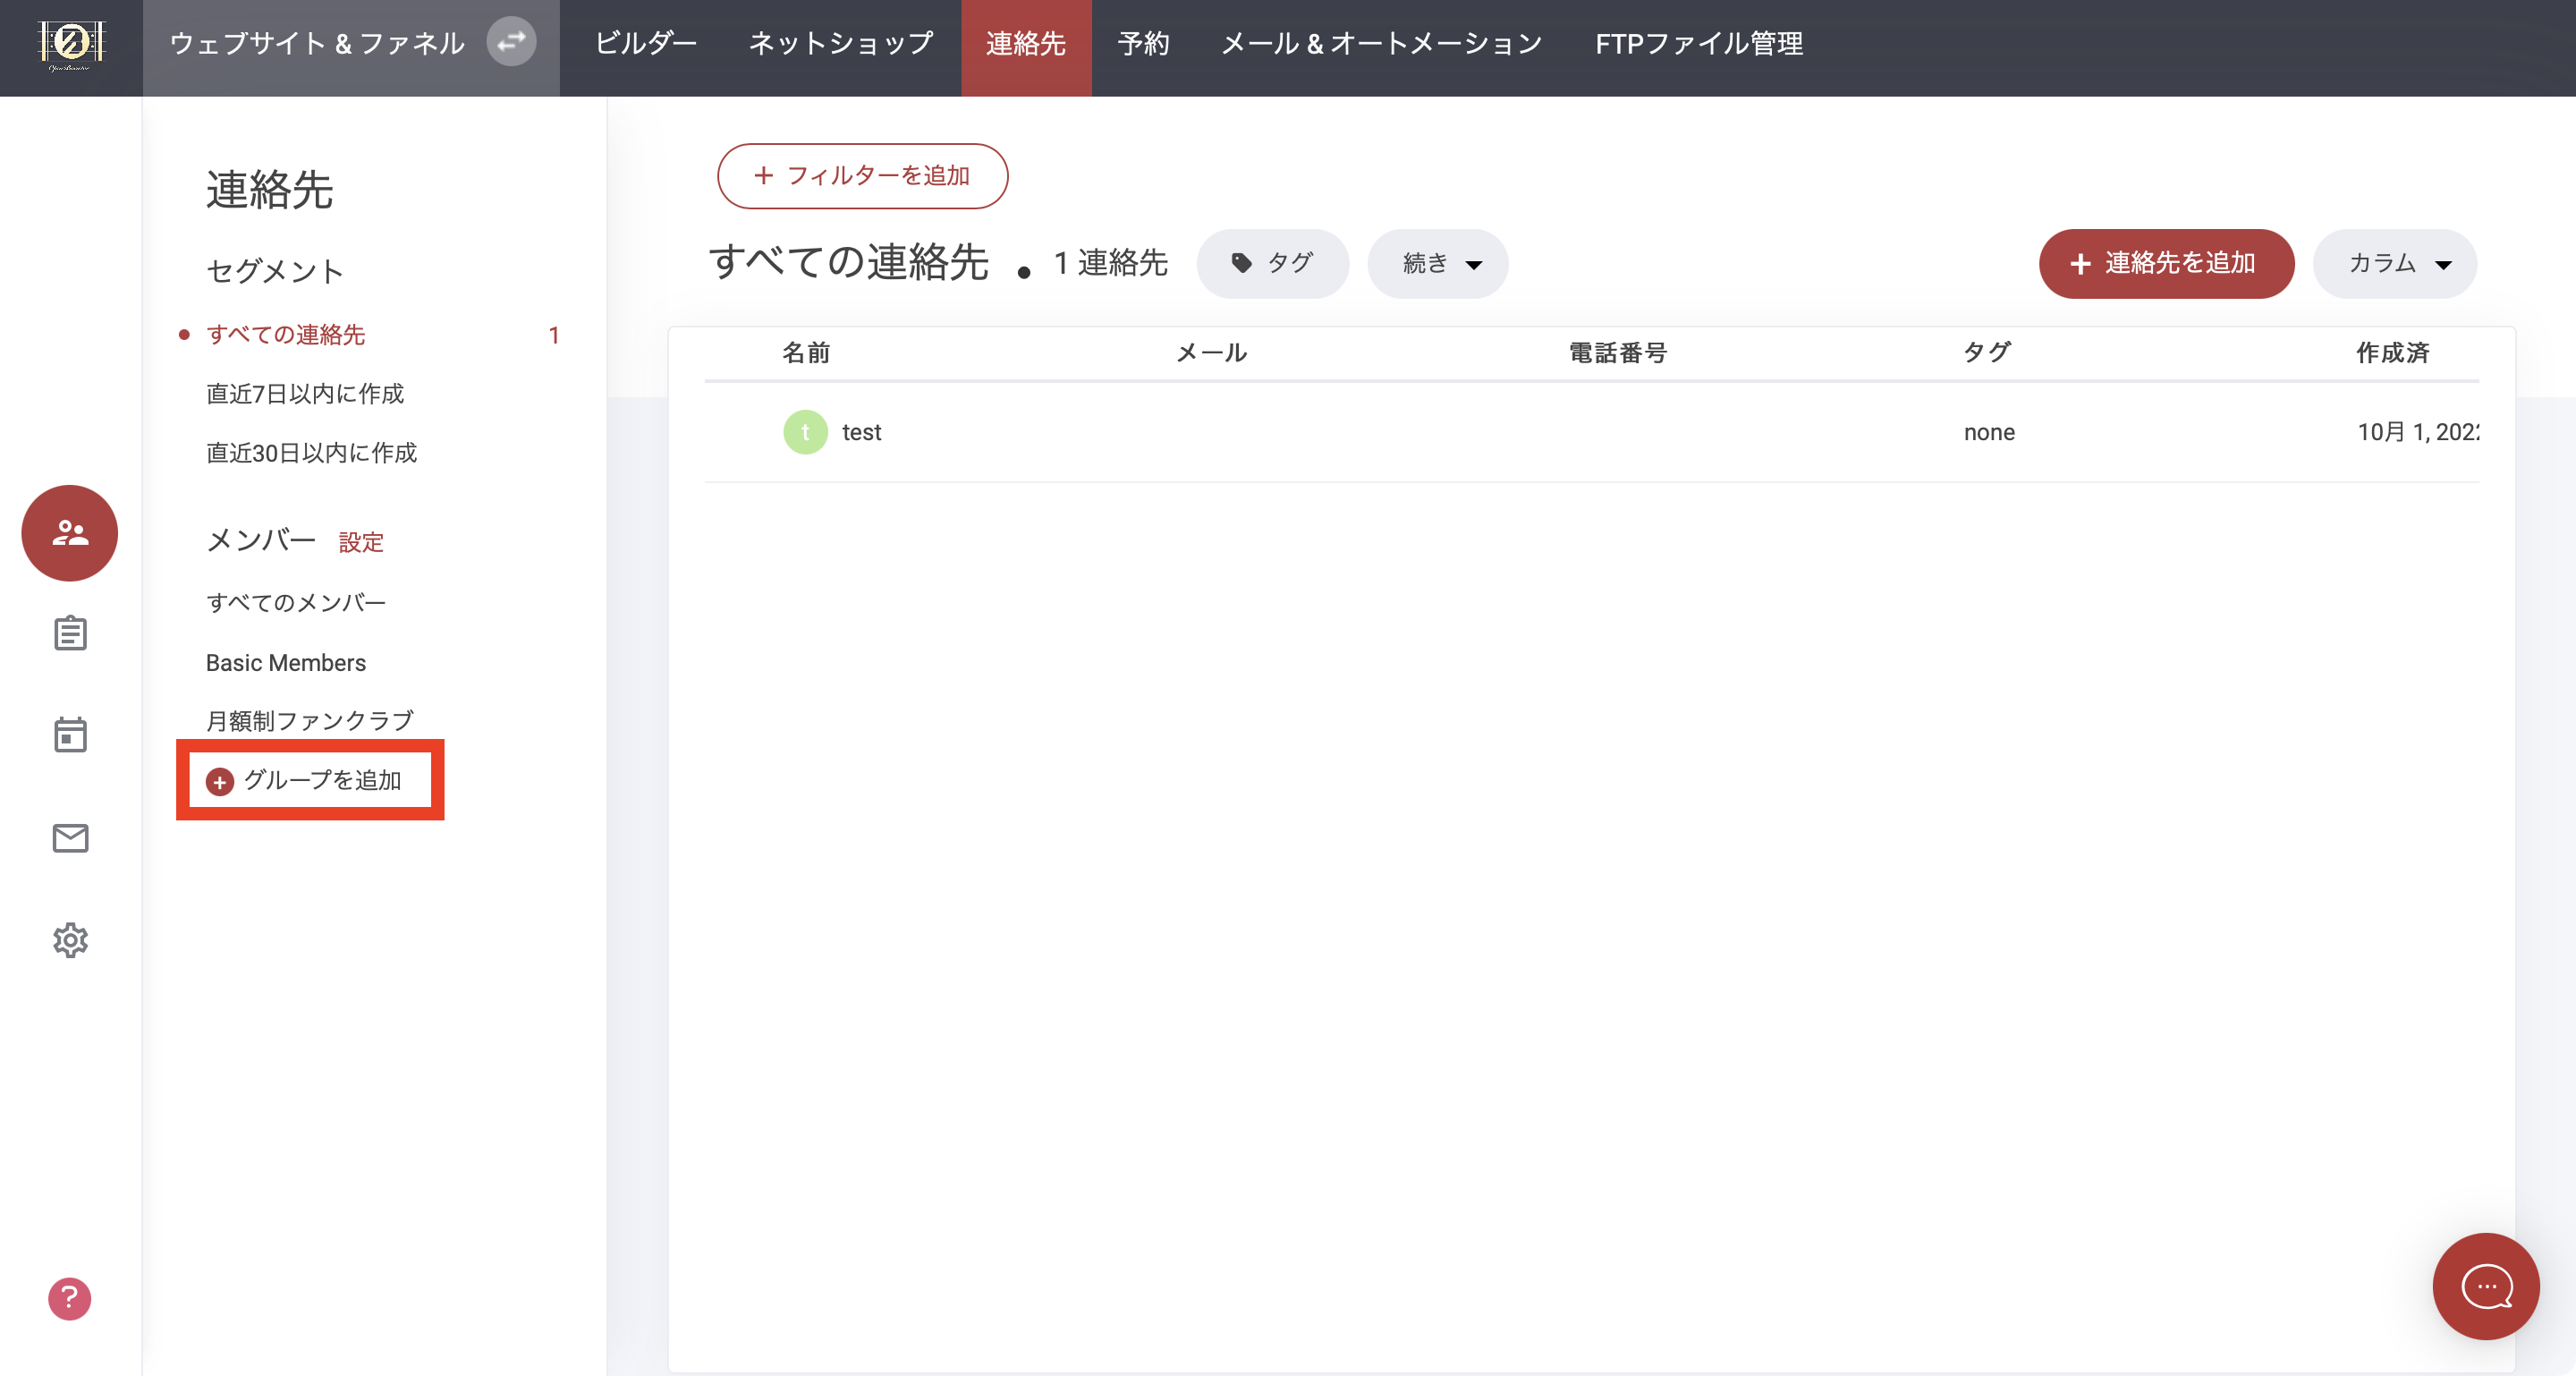 ウェブサイト & ファネル
ビルダー
ネットショップ
連絡先
予約
メール & オートメーション
FTPファイル管理
連絡先
セグメント
すべての連絡先 1
直近7日以内に作成
直近30日以内に作成
メンバー 設定
すべてのメンバー
Basic Members
月額制ファンクラブ
+ グループを追加
?
+ フィルターを追加
すべての連絡先 • 1 連絡先
タグ
続き
+ 連絡先を追加
カラム
名前 メール 電話番号 タグ 作成済
t test none 10月 1, 2022